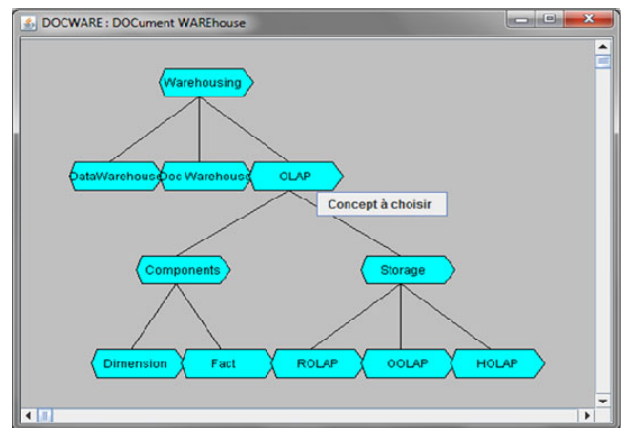 DOCWARE : DOCument WAREhouse
Warehousing
DataWarehouse Doc Warehouse OLAP
Concept à choisir
Components Storage
Dimension Fact ROLAP OOLAP HOLAP